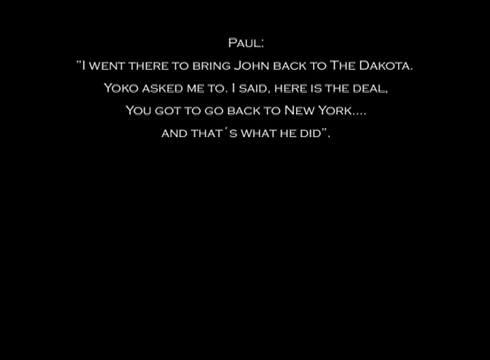 Paul:
"I went there to bring John back to The Dakota.
Yoko asked me to. I said, here is the deal,
You got to go back to New York....
and that´s what he did".